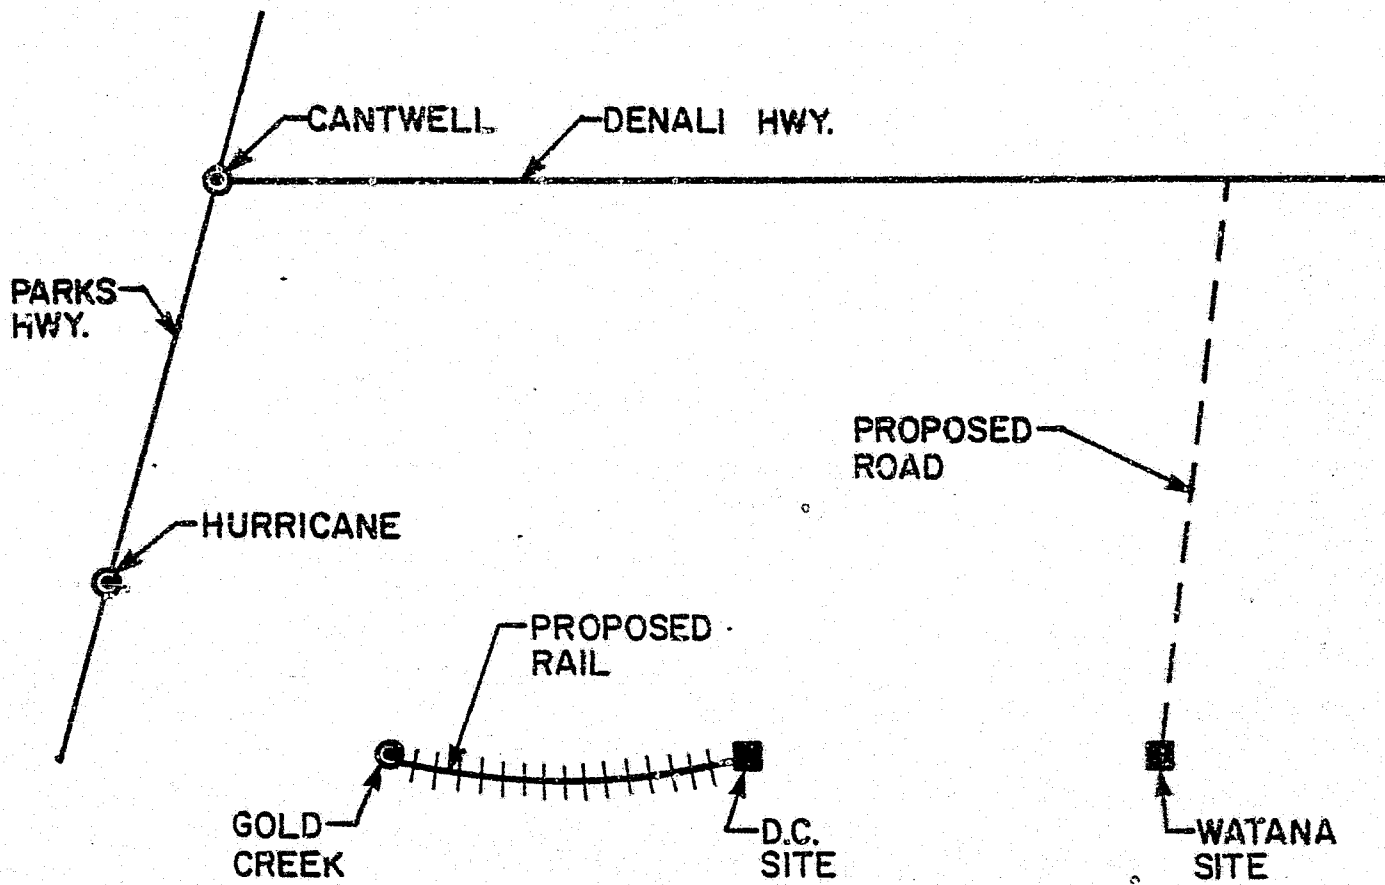 CANTWELL
DENALI HWY.
PARKS
HWY.
PROPOSED
ROAD
HURRICANE
PROPOSED
RAIL
GOLD
CREEK
D.C.
SITE
WATANA
SITE